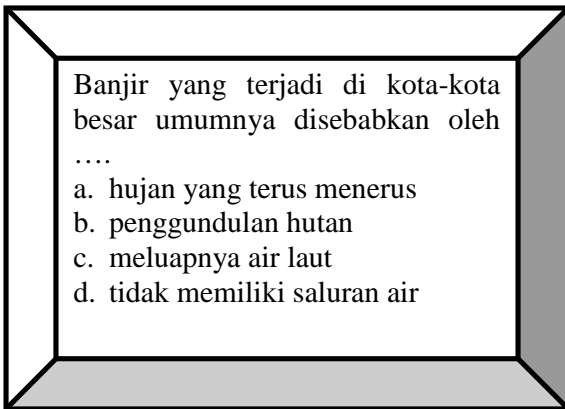 Banjir yang terjadi di kota-kota
besar umumnya disebabkan oleh
….
a. hujan yang terus menerus
b. penggundulan hutan
c. meluapnya air laut
d. tidak memiliki saluran air